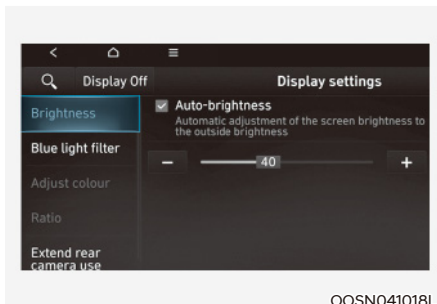 Display Off
Display settings
Brightness
Auto-brightness
Automatic adjustment of the screen brightness to
the outside brightness
Blue light filter
40
Adjust colour
Ratio
Extend rear
camera use
OOSN041018L